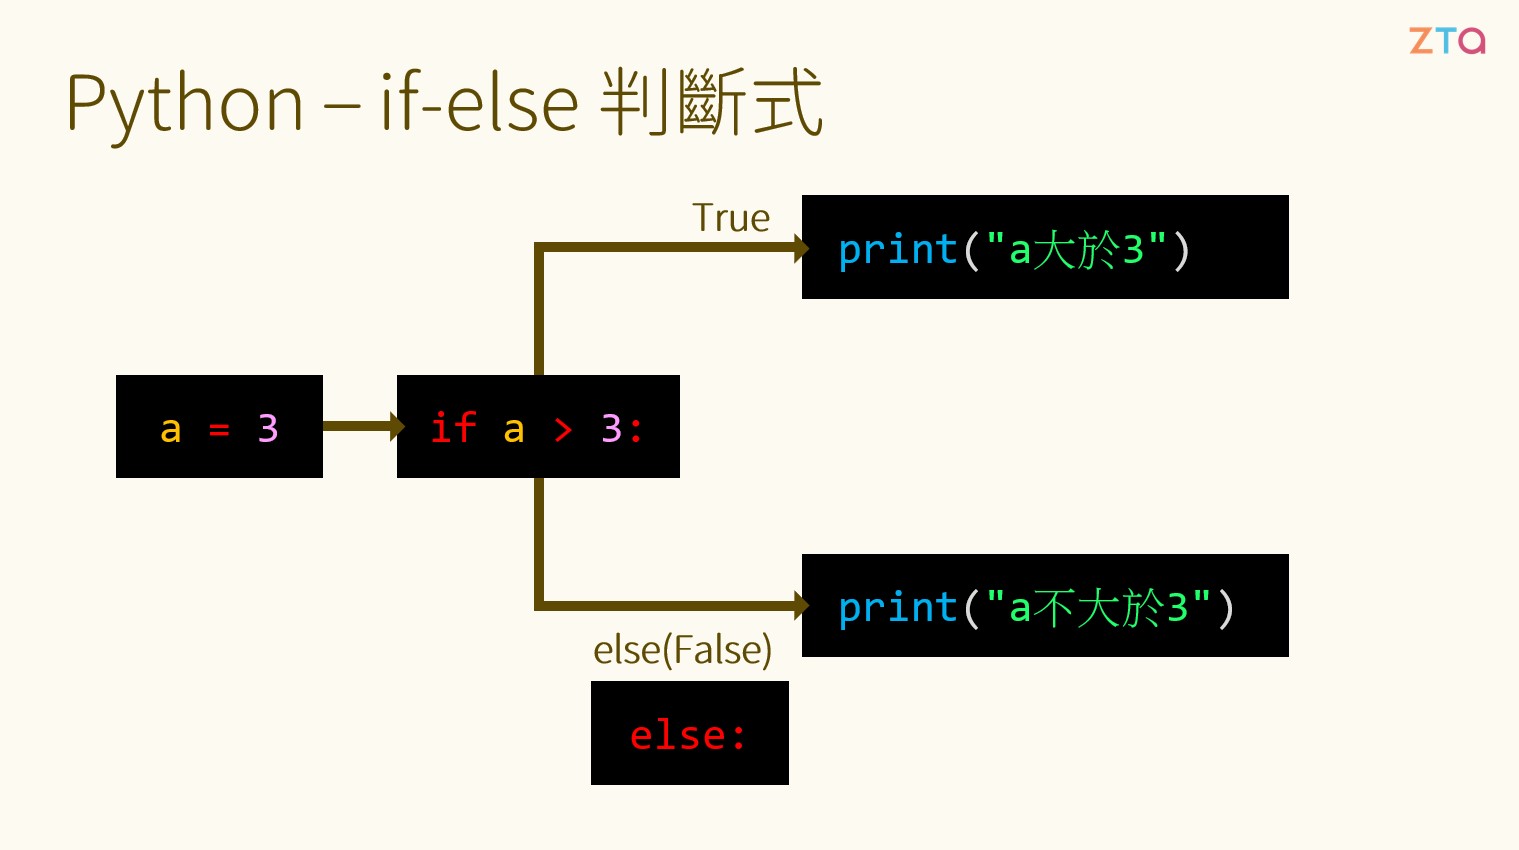 ZTA
Python – if-else 判斷式
True
print("a大於3")
a = 3
if a > 3:
print("a不大於3")
else(False)
else: